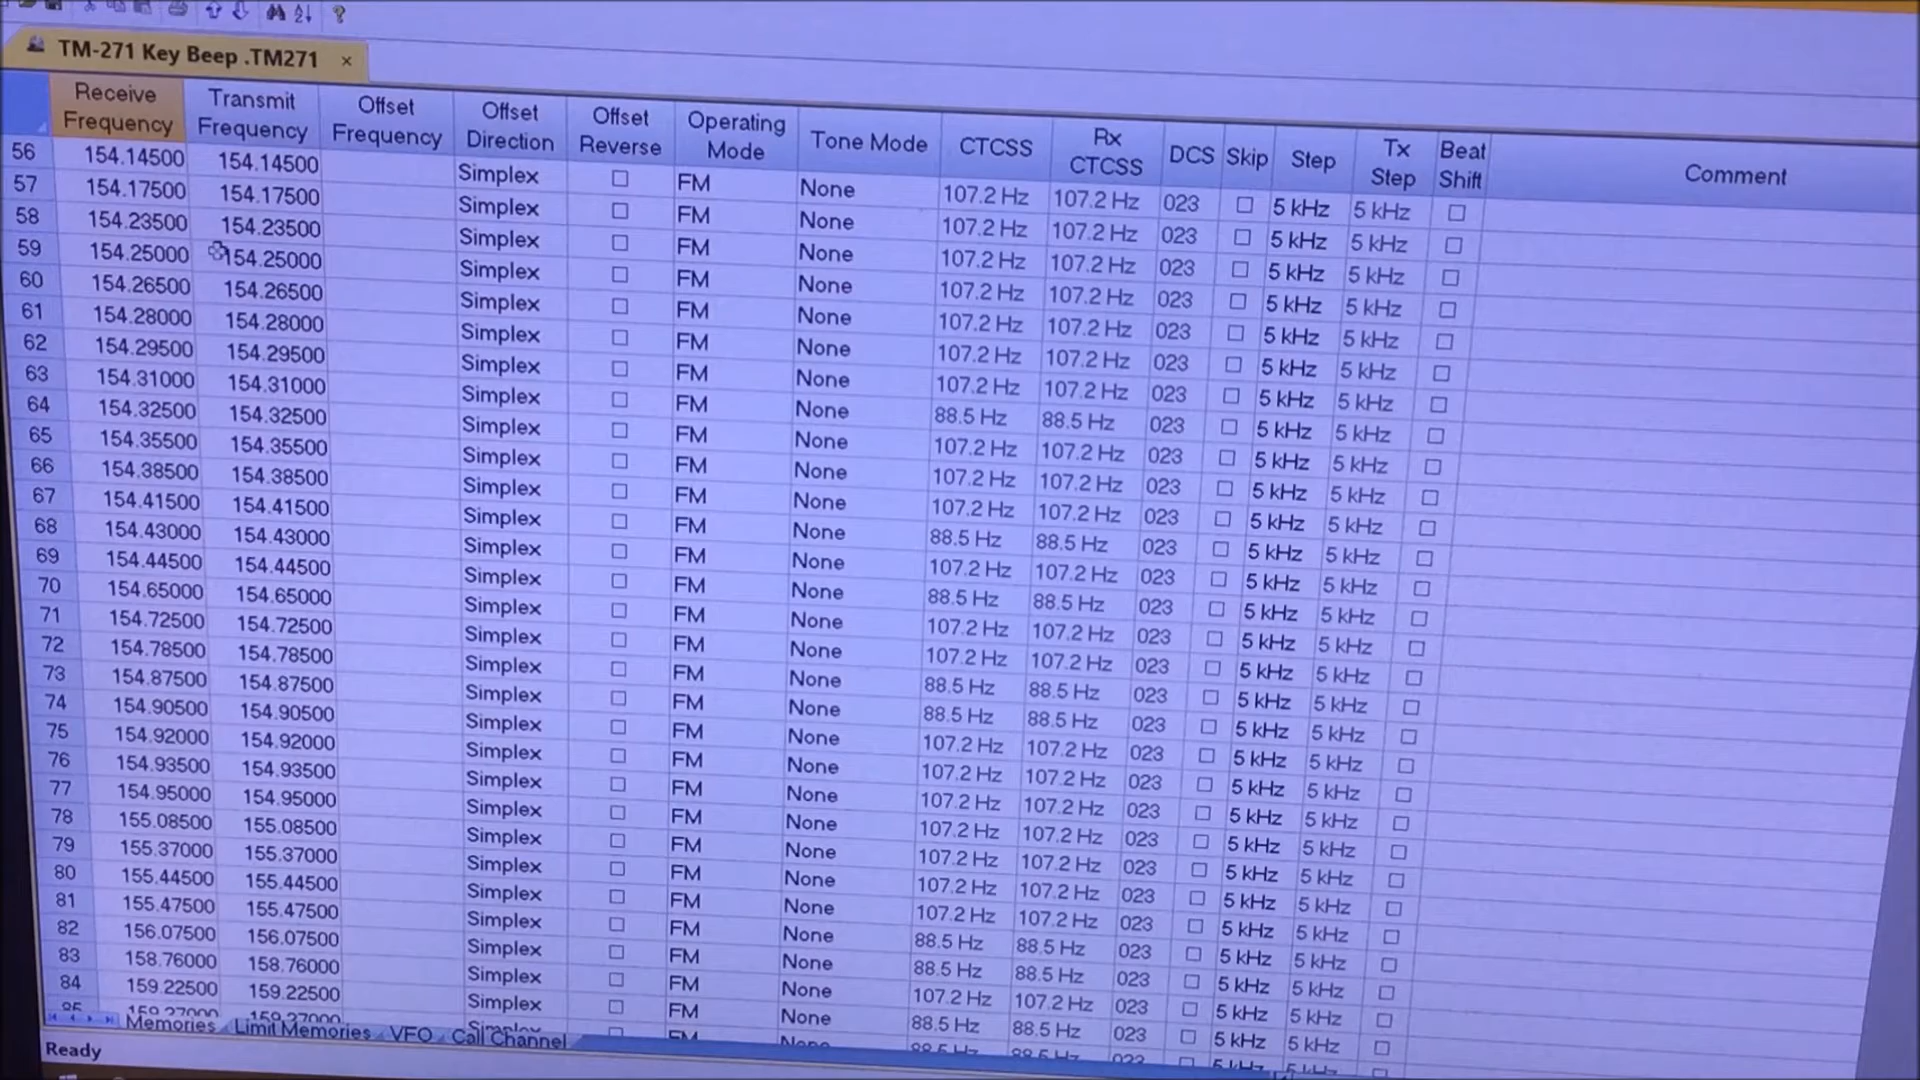 TM-271 Key Beep .TM271 ×
Receive Frequency Transmit Frequency Offset Frequency Offset Direction Offset Reverse Operating Mode Tone Mode CTCSS Rx CTCSS DCS Skip Step Tx Step Beat Shift Comment
56 154.14500 154.14500 Simplex FM None 107.2 Hz 107.2 Hz 023 5 kHz 5 kHz
57 154.17500 154.17500 Simplex FM None 107.2 Hz 107.2 Hz 023 5 kHz 5 kHz
58 154.23500 154.23500 Simplex FM None 107.2 Hz 107.2 Hz 023 5 kHz 5 kHz
59 154.25000 154.25000 Simplex FM None 107.2 Hz 107.2 Hz 023 5 kHz 5 kHz
60 154.26500 154.26500 Simplex FM None 107.2 Hz 107.2 Hz 023 5 kHz 5 kHz
61 154.28000 154.28000 Simplex FM None 107.2 Hz 107.2 Hz 023 5 kHz 5 kHz
62 154.29500 154.29500 Simplex FM None 107.2 Hz 107.2 Hz 023 5 kHz 5 kHz
63 154.31000 154.31000 Simplex FM None 88.5 Hz 88.5 Hz 023 5 kHz 5 kHz
64 154.32500 154.32500 Simplex FM None 107.2 Hz 107.2 Hz 023 5 kHz 5 kHz
65 154.35500 154.35500 Simplex FM None 107.2 Hz 107.2 Hz 023 5 kHz 5 kHz
66 154.38500 154.38500 Simplex FM None 107.2 Hz 107.2 Hz 023 5 kHz 5 kHz
67 154.41500 154.41500 Simplex FM None 88.5 Hz 88.5 Hz 023 5 kHz 5 kHz
68 154.43000 154.43000 Simplex FM None 107.2 Hz 107.2 Hz 023 5 kHz 5 kHz
69 154.44500 154.44500 Simplex FM None 88.5 Hz 88.5 Hz 023 5 kHz 5 kHz
70 154.65000 154.65000 Simplex FM None 107.2 Hz 107.2 Hz 023 5 kHz 5 kHz
71 154.72500 154.72500 Simplex FM None 107.2 Hz 107.2 Hz 023 5 kHz 5 kHz
72 154.78500 154.78500 Simplex FM None 88.5 Hz 88.5 Hz 023 5 kHz 5 kHz
73 154.87500 154.87500 Simplex FM None 88.5 Hz 88.5 Hz 023 5 kHz 5 kHz
74 154.90500 154.90500 Simplex FM None 107.2 Hz 107.2 Hz 023 5 kHz 5 kHz
75 154.92000 154.92000 Simplex FM None 107.2 Hz 107.2 Hz 023 5 kHz 5 kHz
76 154.93500 154.93500 Simplex FM None 107.2 Hz 107.2 Hz 023 5 kHz 5 kHz
77 154.95000 154.95000 Simplex FM None 107.2 Hz 107.2 Hz 023 5 kHz 5 kHz
78 155.08500 155.08500 Simplex FM None 107.2 Hz 107.2 Hz 023 5 kHz 5 kHz
79 155.37000 155.37000 Simplex FM None 107.2 Hz 107.2 Hz 023 5 kHz 5 kHz
80 155.44500 155.44500 Simplex FM None 107.2 Hz 107.2 Hz 023 5 kHz 5 kHz
81 155.47500 155.47500 Simplex FM None 88.5 Hz 88.5 Hz 023 5 kHz 5 kHz
82 156.07500 156.07500 Simplex FM None 88.5 Hz 88.5 Hz 023 5 kHz 5 kHz
83 158.76000 158.76000 Simplex FM None 107.2 Hz 107.2 Hz 023 5 kHz 5 kHz
84 159.22500 159.22500 Simplex FM None 88.5 Hz 88.5 Hz 023 5 kHz 5 kHz
Simplex FM None 88.5 Hz 88.5 Hz 023 5 kHz 5 kHz
Memories Limit Memories VFO Call Channel
Ready